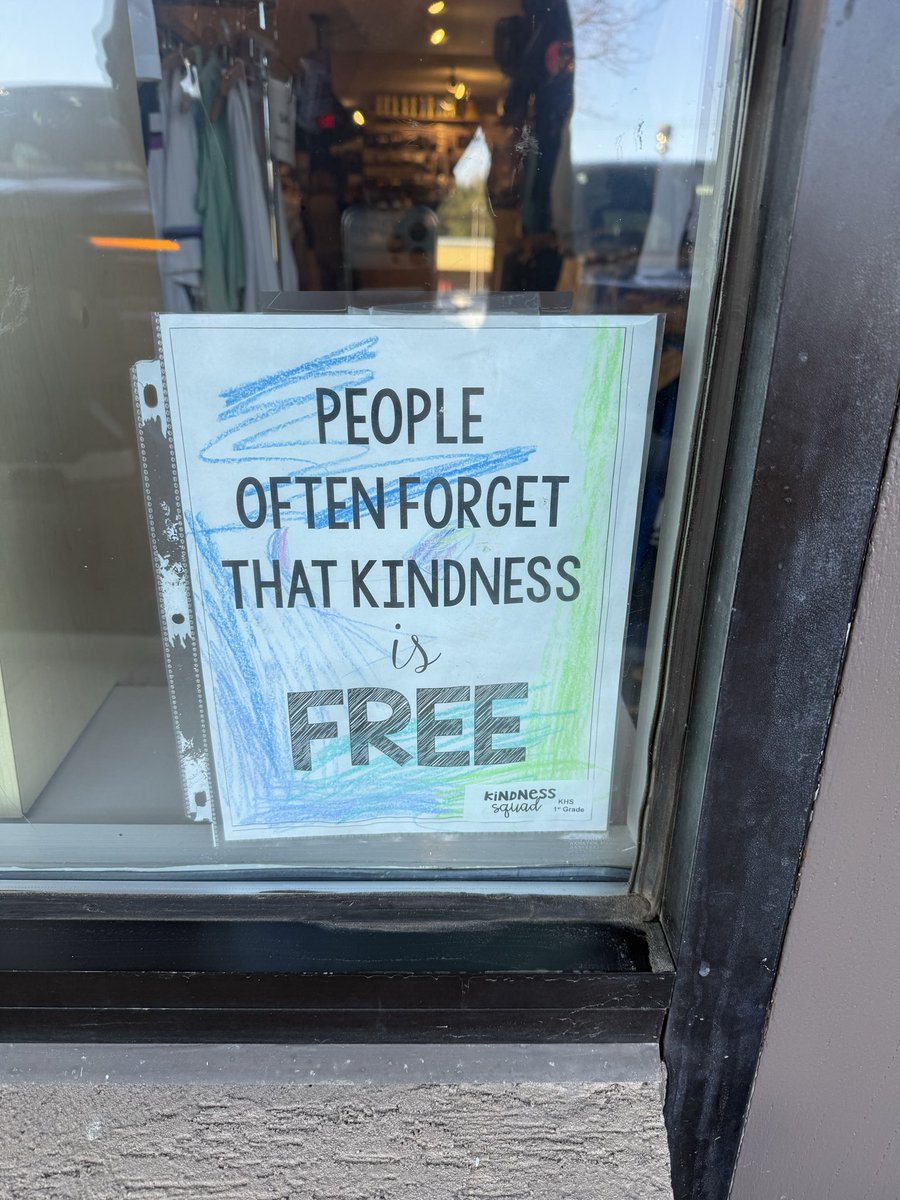 PEOPLE
OFTEN FORGET
THAT KINDNESS
is
FREE
KINDNESS
squad
KHS
1st Grade